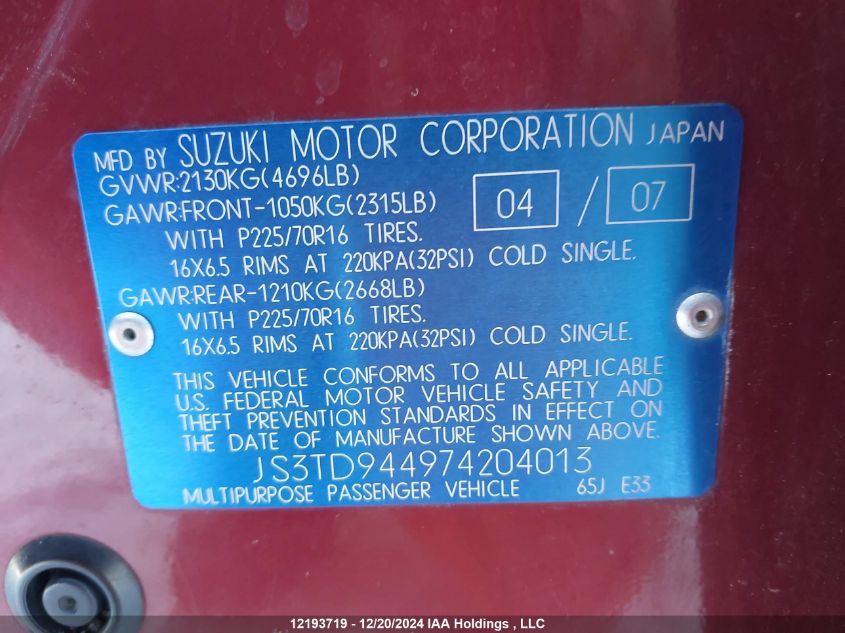 MFD BY SUZUKI MOTOR CORPORATION JAPAN
GVWR:2130KG(4696LB)
GAWR:FRONT-1050KG(2315LB)
04 / 07
WITH P225/70R16 TIRES.
16X6.5 RIMS AT 220KPA(32PSI) COLD SINGLE.
GAWR:REAR-1210KG(2668LB)
WITH P225/70R16 TIRES.
16X6.5 RIMS AT 220KPA(32PSI) COLD SINGLE.
THIS VEHICLE CONFORMS TO ALL APPLICABLE
U.S. FEDERAL MOTOR VEHICLE SAFETY AND
THEFT PREVENTION STANDARDS IN EFFECT ON
THE DATE OF MANUFACTURE SHOWN ABOVE.
JS3TD944974204013
MULTIPURPOSE PASSENGER VEHICLE 65J E33
12193719 - 12/20/2024 IAA Holdings , LLC